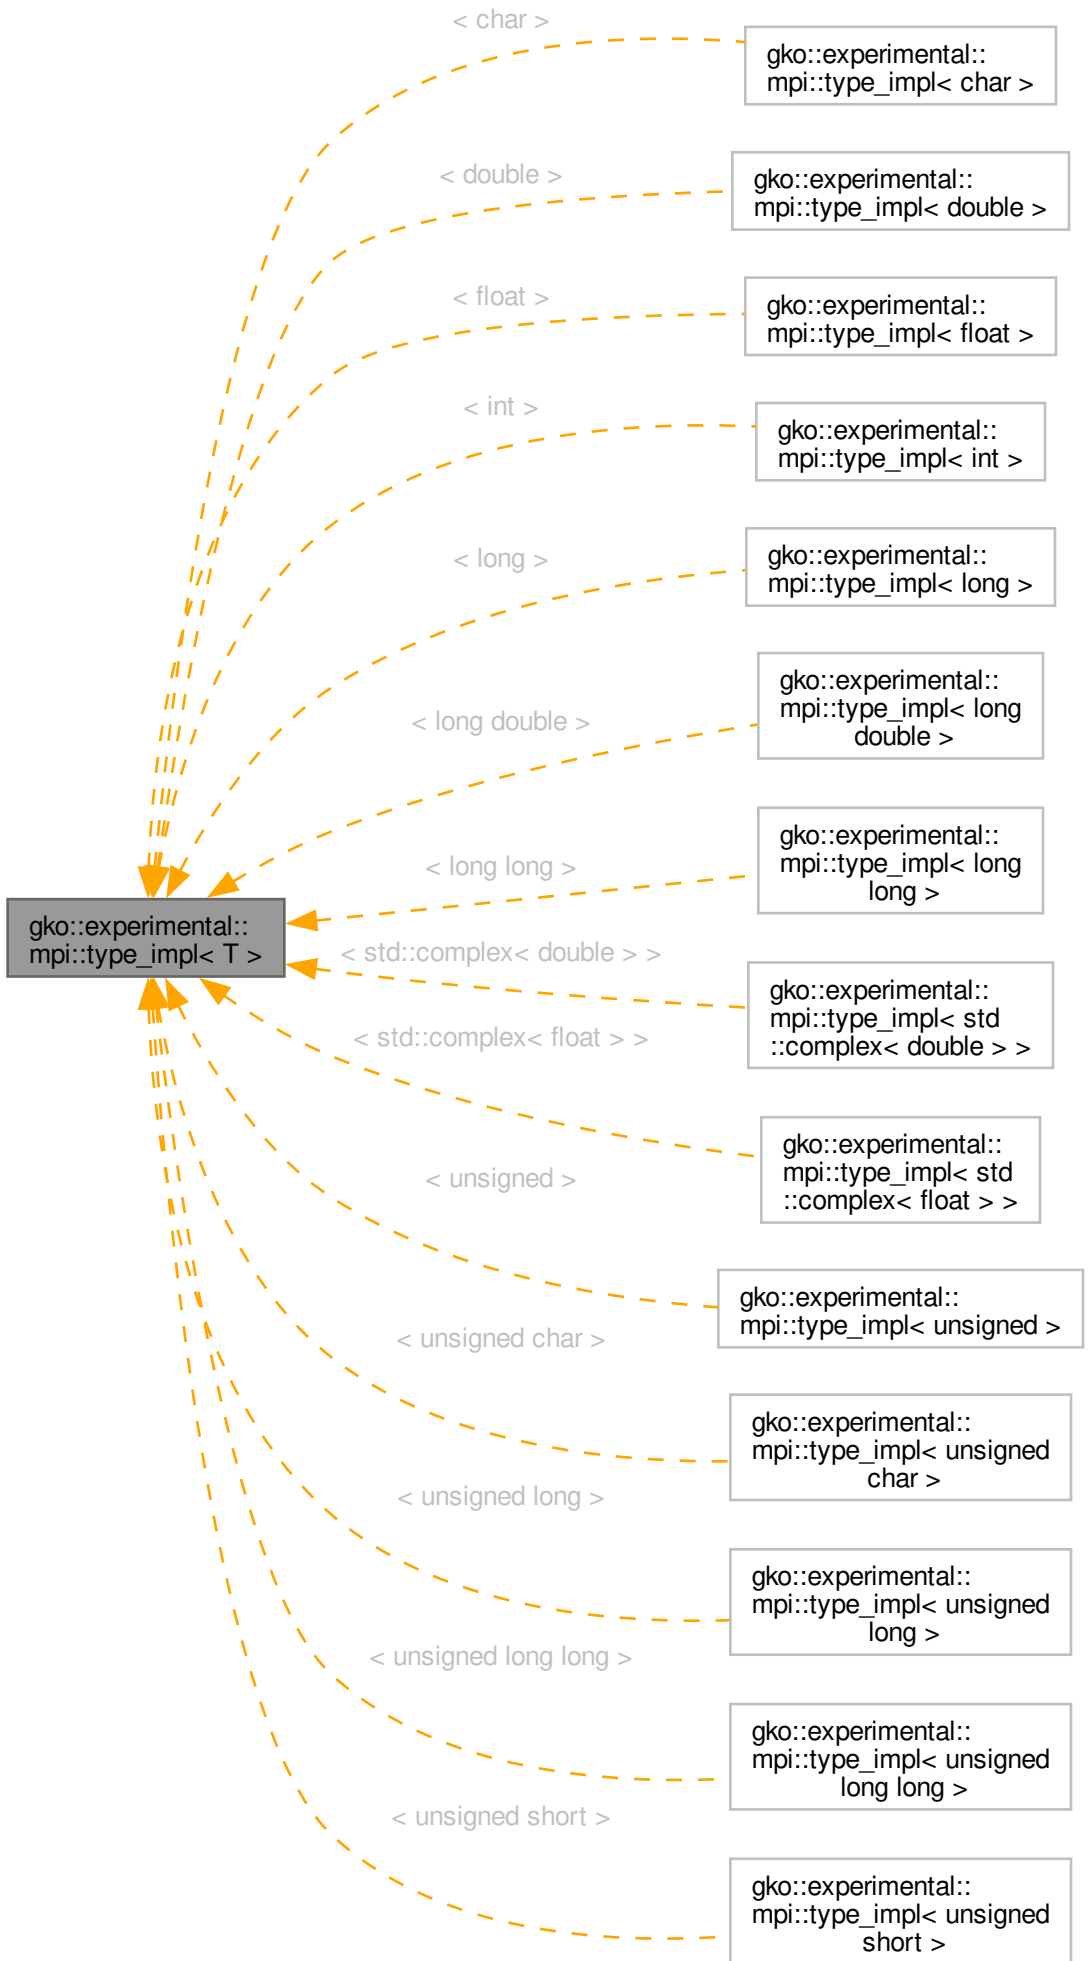 < char >
gko::experimental::
mpi::type_impl< char >
< double >
gko::experimental::
mpi::type_impl< double >
< float >
gko::experimental::
mpi::type_impl< float >
< int >
gko::experimental::
mpi::type_impl< int >
< long >
gko::experimental::
mpi::type_impl< long >
< long double >
gko::experimental::
mpi::type_impl< long
double >
< long long >
gko::experimental::
mpi::type_impl< long
long >
gko::experimental::
mpi::type_impl< T >
< std::complex< double > >
gko::experimental::
mpi::type_impl< std
::complex< double > >
< std::complex< float > >
gko::experimental::
mpi::type_impl< std
::complex< float > >
< unsigned >
gko::experimental::
mpi::type_impl< unsigned >
< unsigned char >
gko::experimental::
mpi::type_impl< unsigned
char >
< unsigned long >
gko::experimental::
mpi::type_impl< unsigned
long >
< unsigned long long >
gko::experimental::
mpi::type_impl< unsigned
long long >
< unsigned short >
gko::experimental::
mpi::type_impl< unsigned
short >